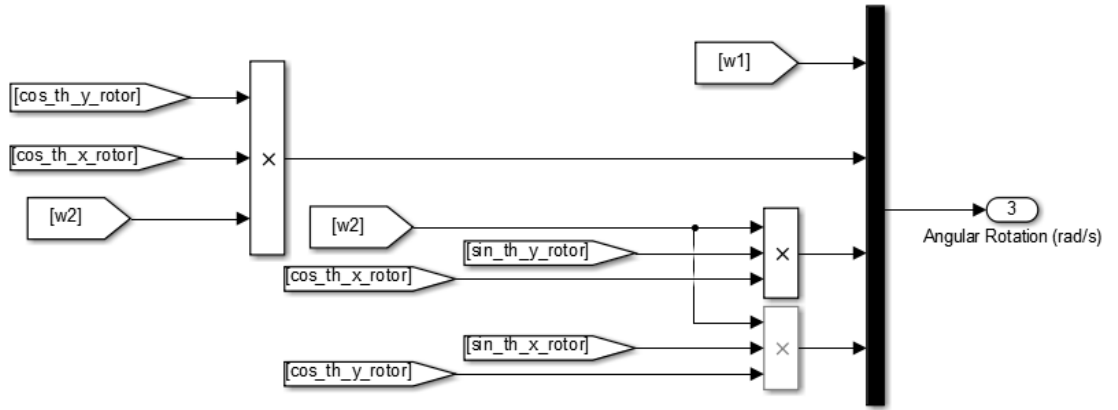 [w1]
[cos_th_y_rotor]
[cos_th_x_rotor]
×
[w2]
[w2]
[sin_th_y_rotor]
×
[cos_th_x_rotor]
3
Angular Rotation (rad/s)
[sin_th_x_rotor]
×
[cos_th_y_rotor]